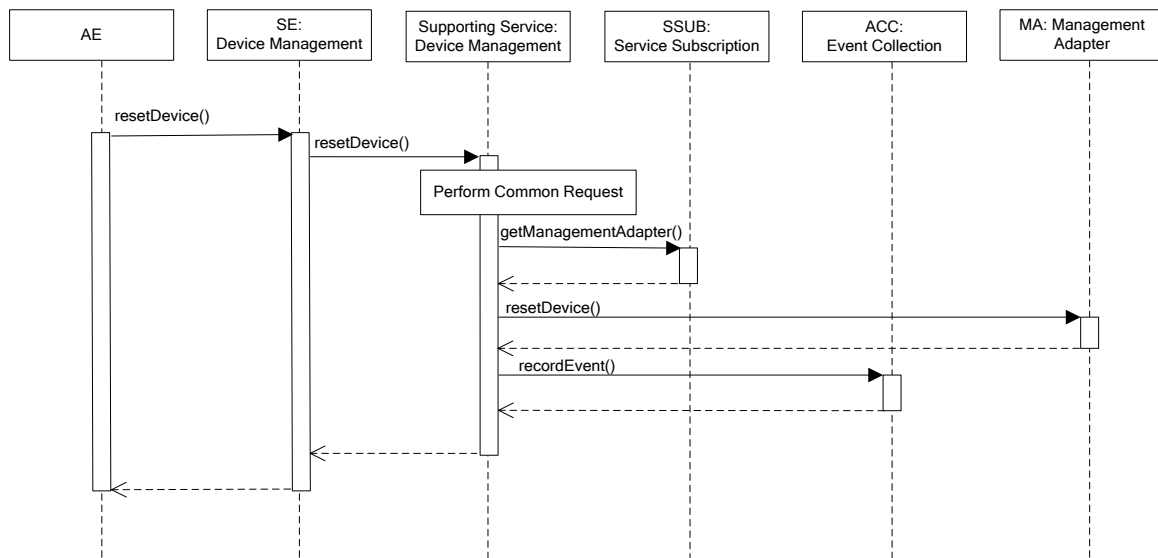 AE
SE:
Device Management
Supporting Service:
Device Management
SSUB:
Service Subscription
ACC:
Event Collection
MA: Management
Adapter
resetDevice()
resetDevice()
Perform Common Request
getManagementAdapter()
resetDevice()
recordEvent()